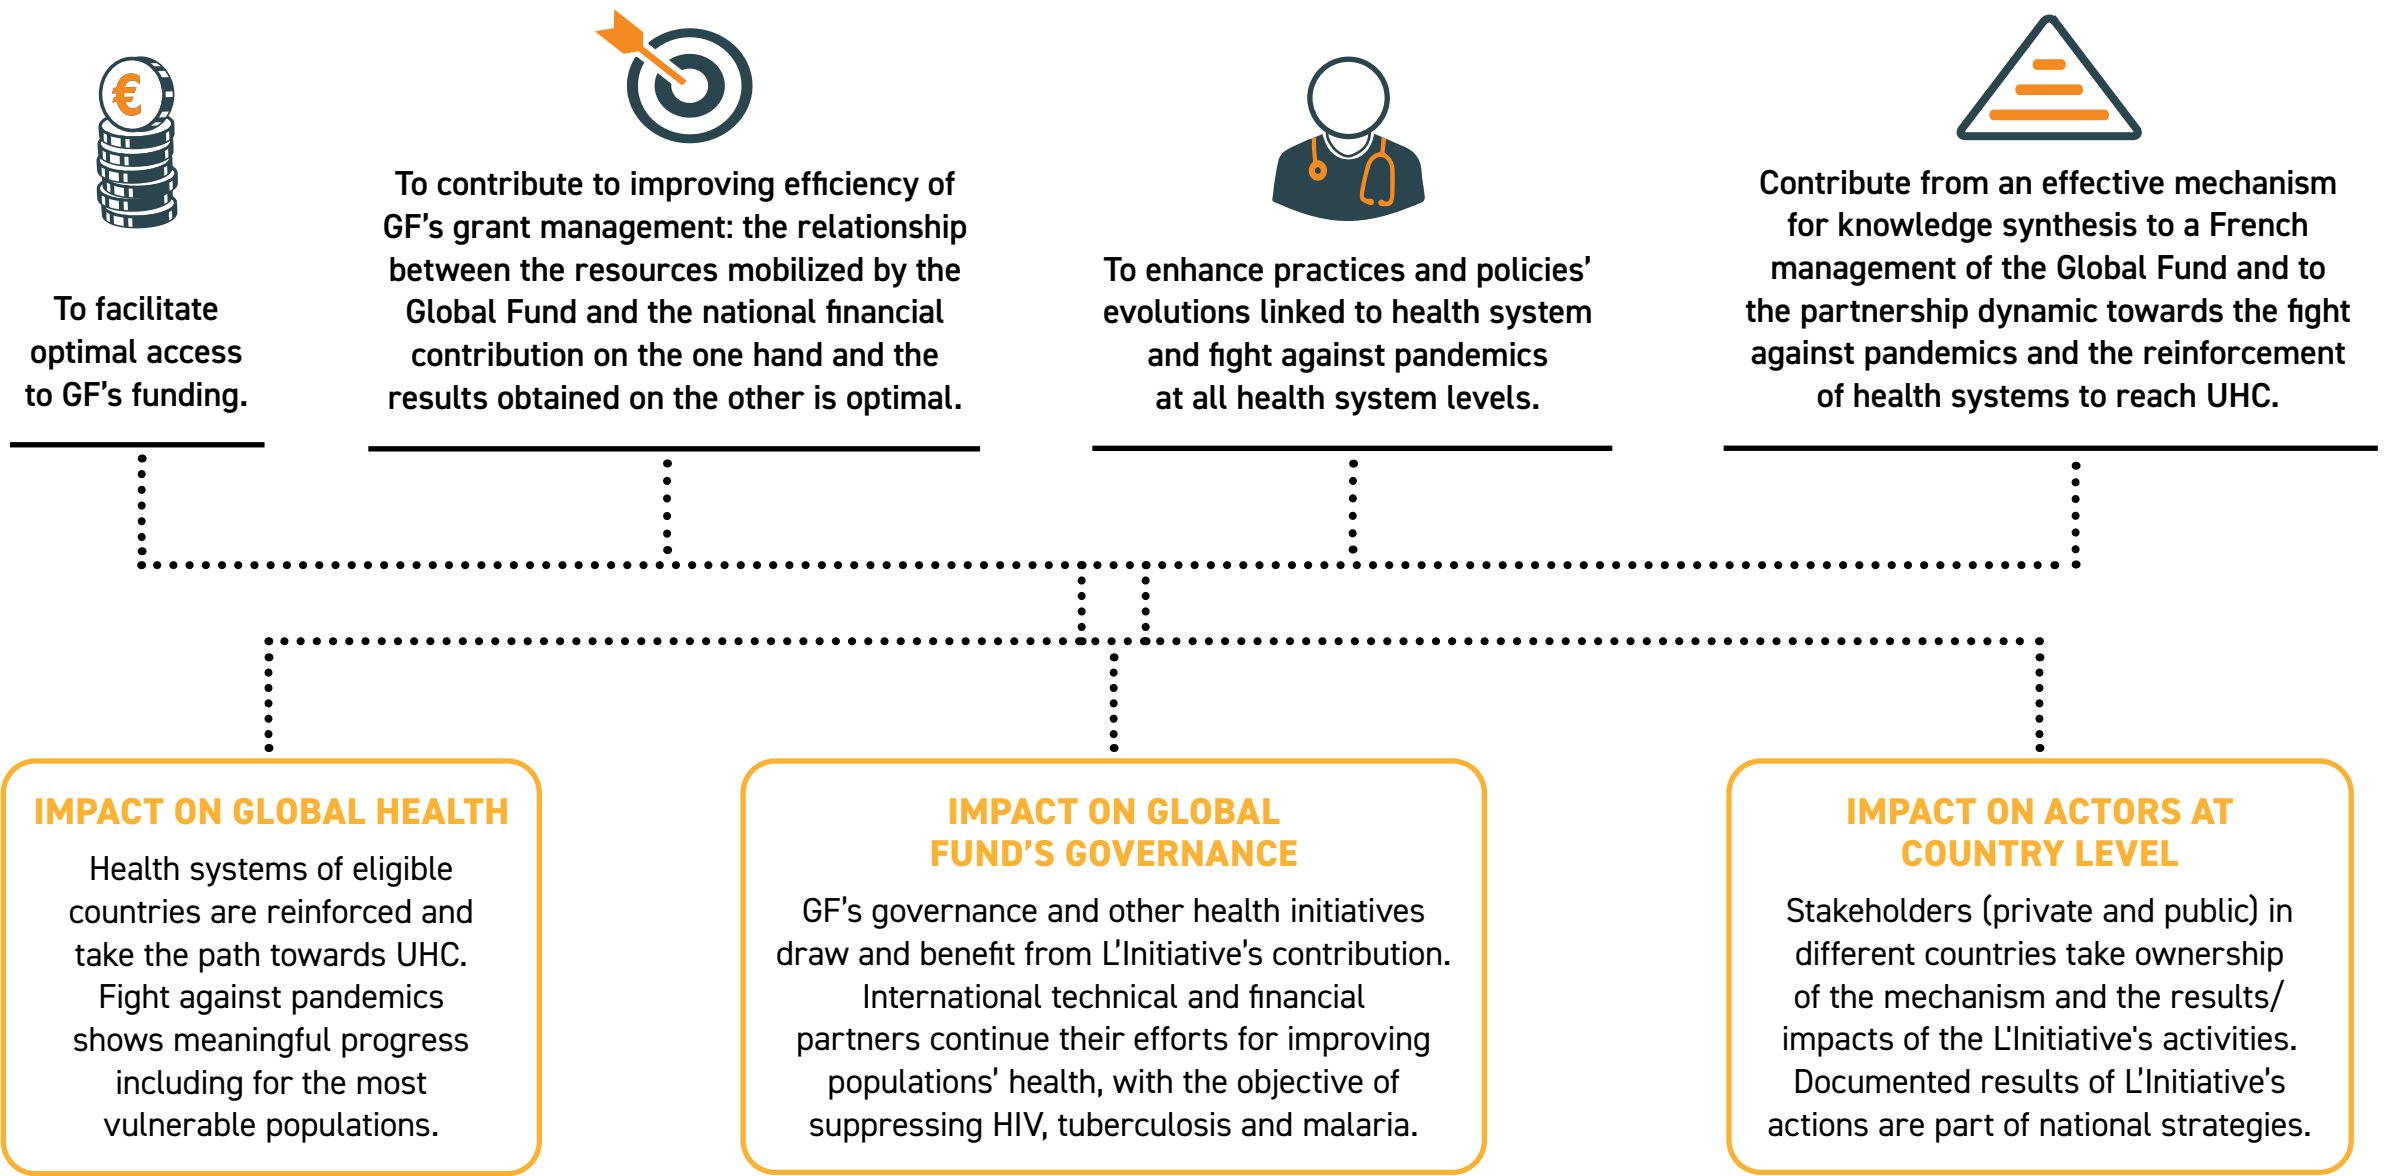 €
To facilitate
optimal access
to GF's funding.
To contribute to improving efficiency of
GF's grant management: the relationship
between the resources mobilized by the
Global Fund and the national financial
contribution on the one hand and the
results obtained on the other is optimal.
To enhance practices and policies'
evolutions linked to health system
and fight against pandemics
at all health system levels.
Contribute from an effective mechanism
for knowledge synthesis to a French
management of the Global Fund and to
the partnership dynamic towards the fight
against pandemics and the reinforcement
of health systems to reach UHC.
IMPACT ON GLOBAL HEALTH
Health systems of eligible
countries are reinforced and
take the path towards UHC.
Fight against pandemics
shows meaningful progress
including for the most
vulnerable populations.
IMPACT ON GLOBAL
FUND'S GOVERNANCE
GF's governance and other health initiatives
draw and benefit from L'Initiative's contribution.
International technical and financial
partners continue their efforts for improving
populations' health, with the objective of
suppressing HIV, tuberculosis and malaria.
IMPACT ON ACTORS AT
COUNTRY LEVEL
Stakeholders (private and public) in
different countries take ownership
of the mechanism and the results/
impacts of the L'Initiative's activities.
Documented results of L'Initiative's
actions are part of national strategies.